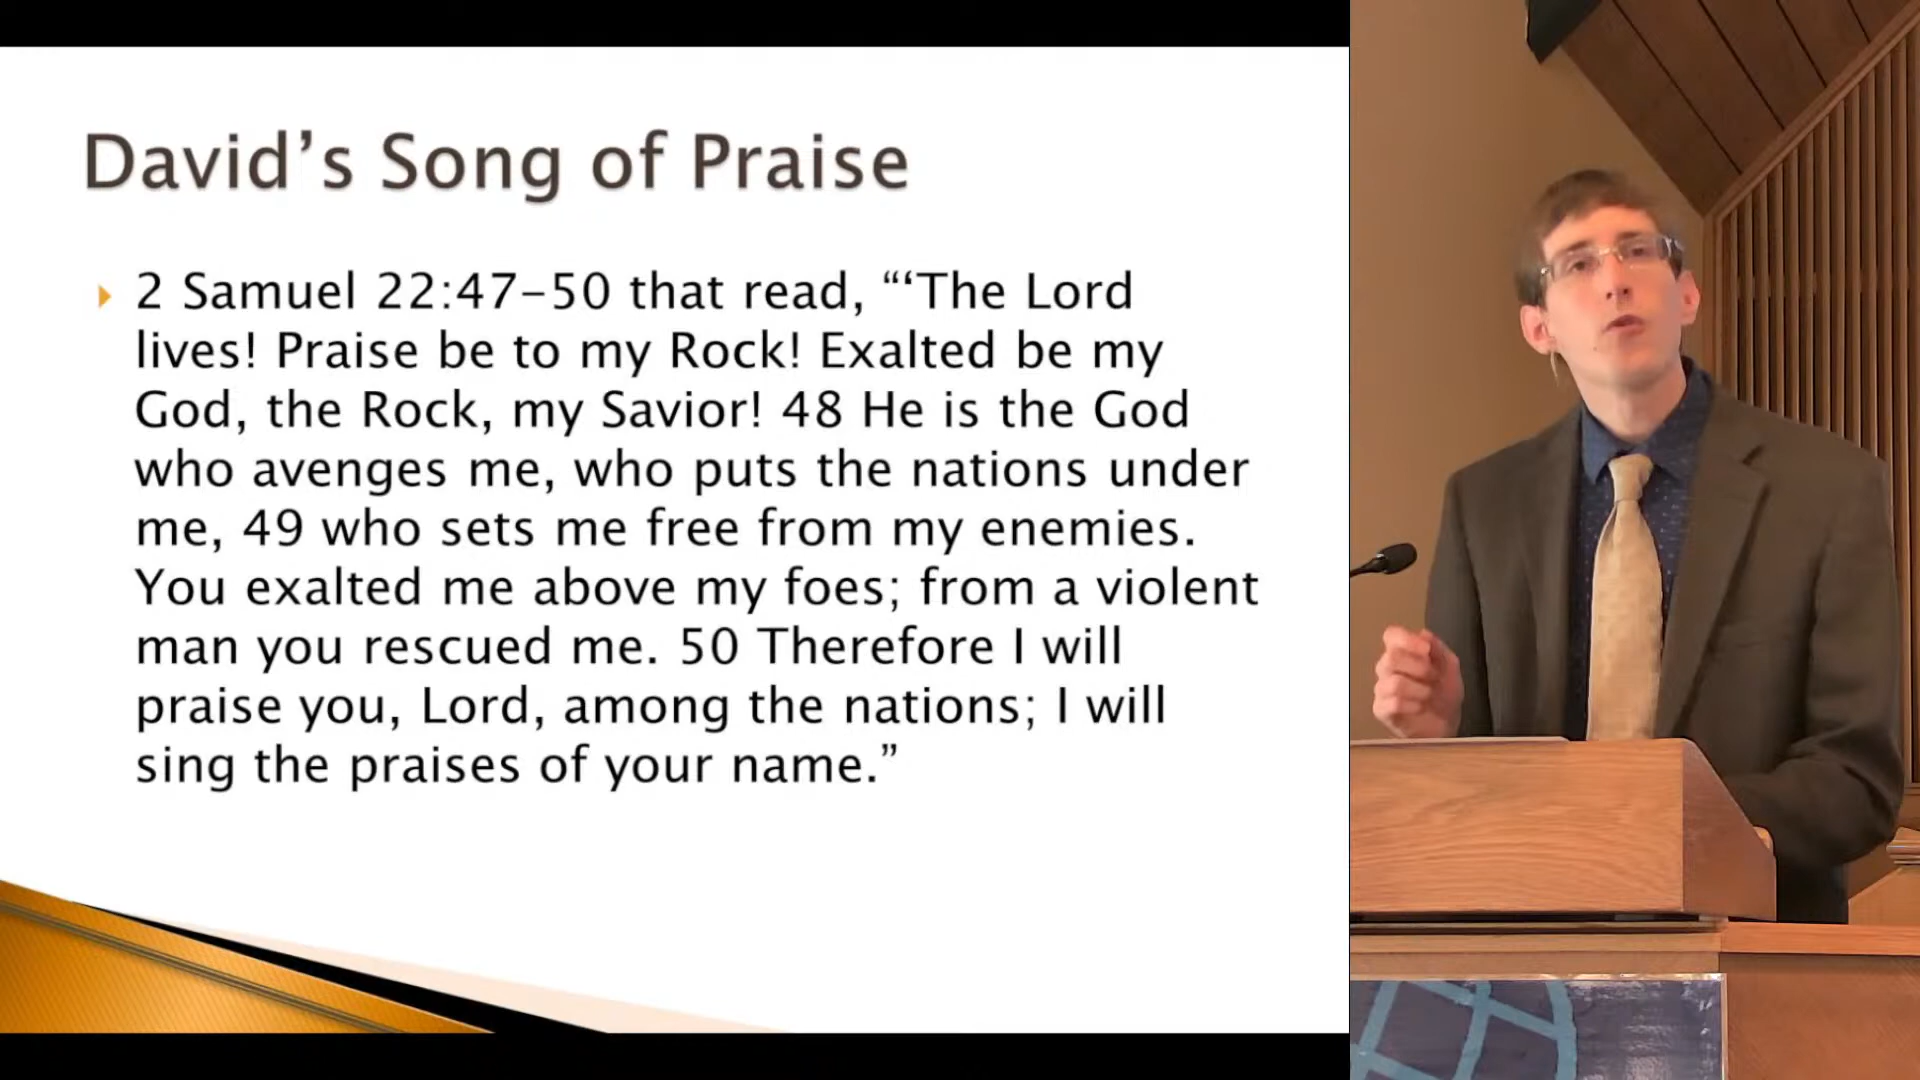 David’s Song of Praise
2 Samuel 22:47-50 that read, “‘The Lord
lives! Praise be to my Rock! Exalted be my
God, the Rock, my Savior! 48 He is the God
who avenges me, who puts the nations under
me, 49 who sets me free from my enemies.
You exalted me above my foes; from a violent
man you rescued me. 50 Therefore I will
praise you, Lord, among the nations; I will
sing the praises of your name.”